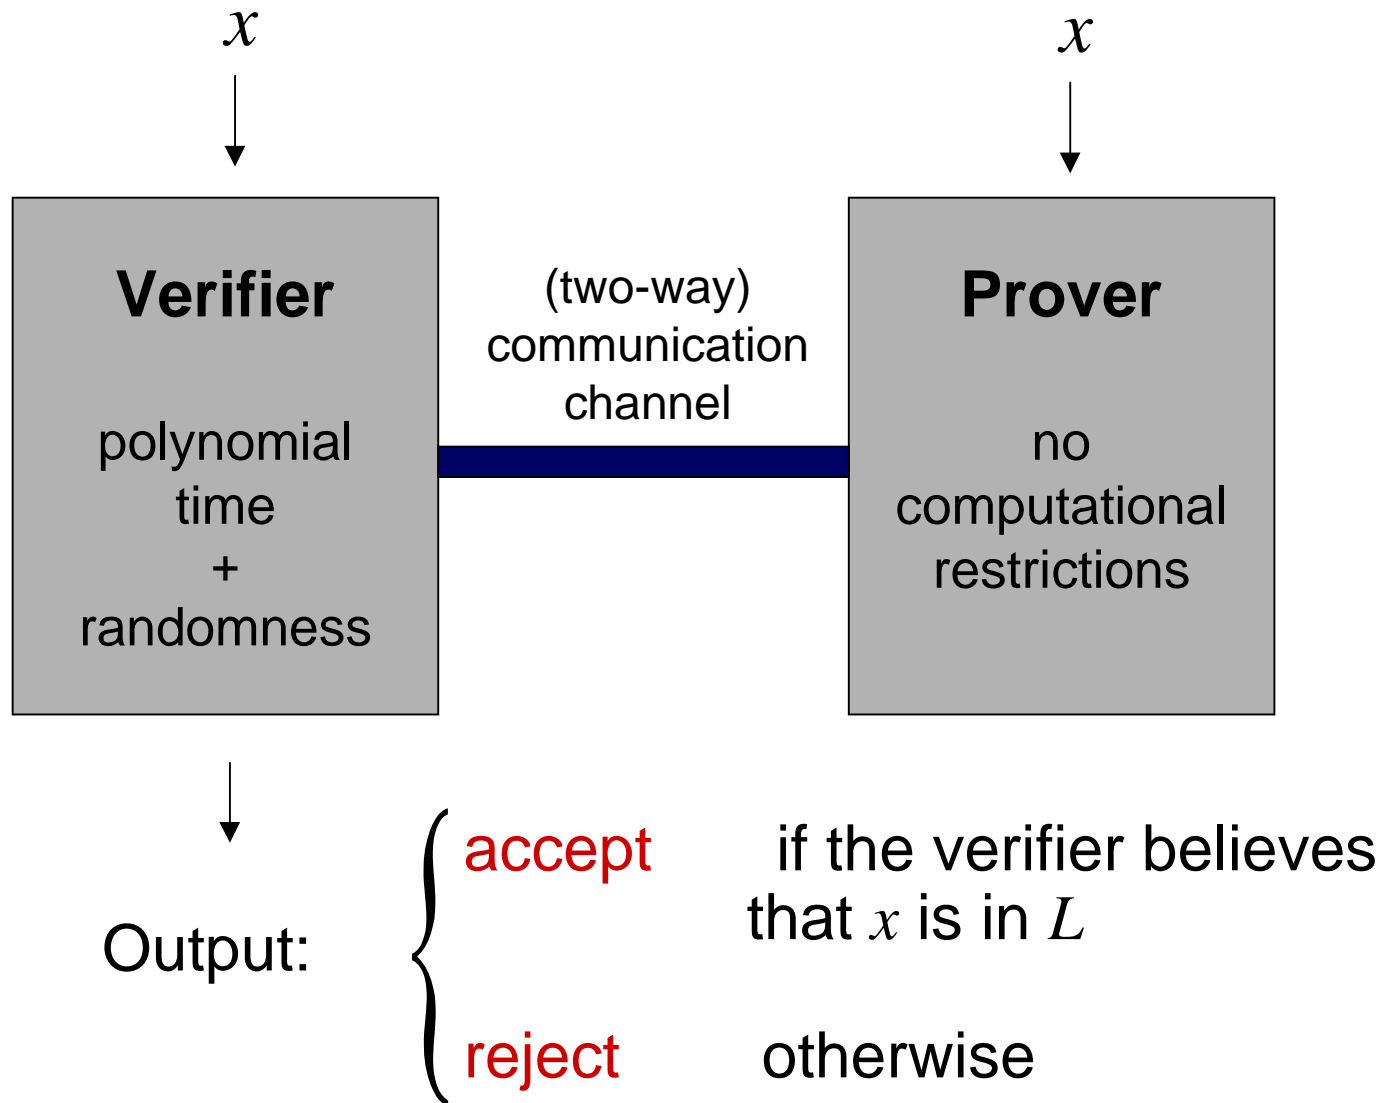 x
x
Verifier
polynomial
time
+
randomness
(two-way)
communication
channel
Prover
no
computational
restrictions
Output:
accept if the verifier believes
that x is in L
reject otherwise